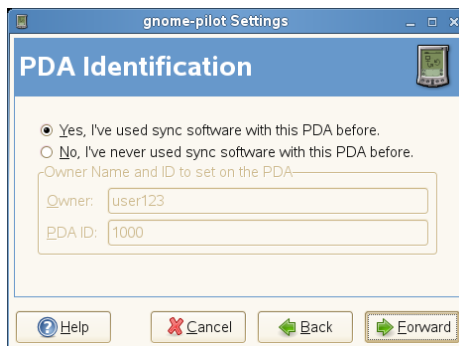 gnome-pilot Settings
PDA Identification
Yes, I've used sync software with this PDA before.
No, I've never used sync software with this PDA before.
Owner Name and ID to set on the PDA
Owner: user123
PDA ID: 1000
Help Cancel Back Forward